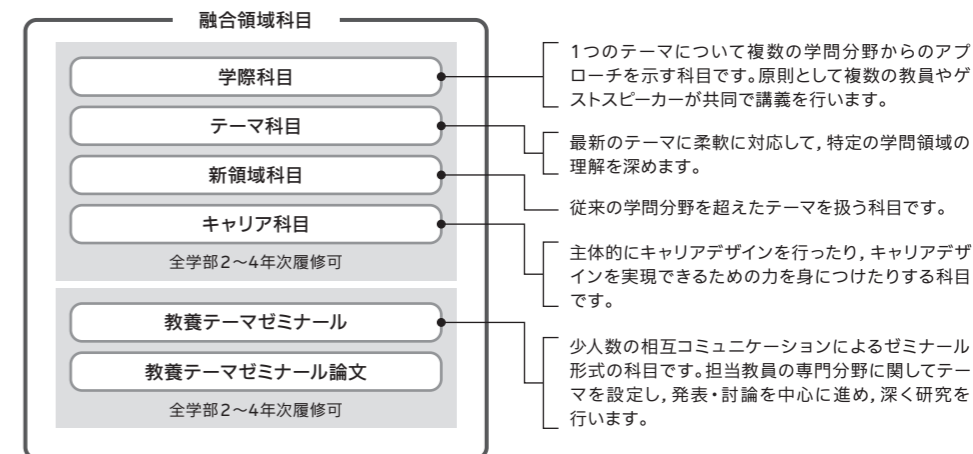 融合領域科目
学際科目
テーマ科目
新領域科目
キャリア科目
全学部2~4年次履修可
教養テーマゼミナール
教養テーマゼミナール論文
全学部2~4年次履修可
1つのテーマについて複数の学問分野からのアプ
ローチを示す科目です。原則として複数の教員やゲ
ストスピーカーが共同で講義を行います。
最新のテーマに柔軟に対応して,特定の学問領域の
理解を深めます。
従来の学問分野を超えたテーマを扱う科目です。
主体的にキャリアデザインを行ったり,キャリアデザ
インを実現できるための力を身につけたりする科目
です。
少人数の相互コミュニケーションによるゼミナール
形式の科目です。担当教員の専門分野に関してテー
マを設定し,発表・討論を中心に進め,深く研究を
行います。